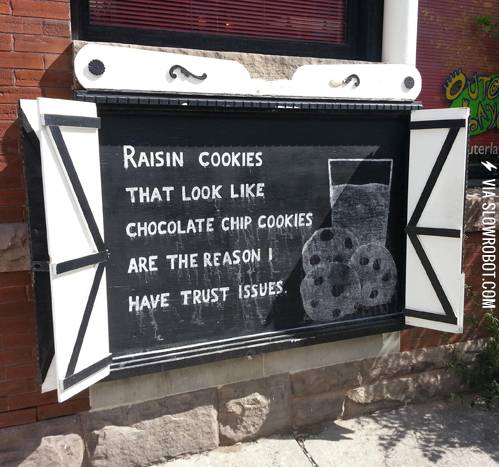 RAISIN COOKIES
THAT LOOK LIKE
CHOCOLATE CHIP COOKIES
ARE THE REASON I
HAVE TRUST ISSUES.
VIA SLOWROBOT.COM